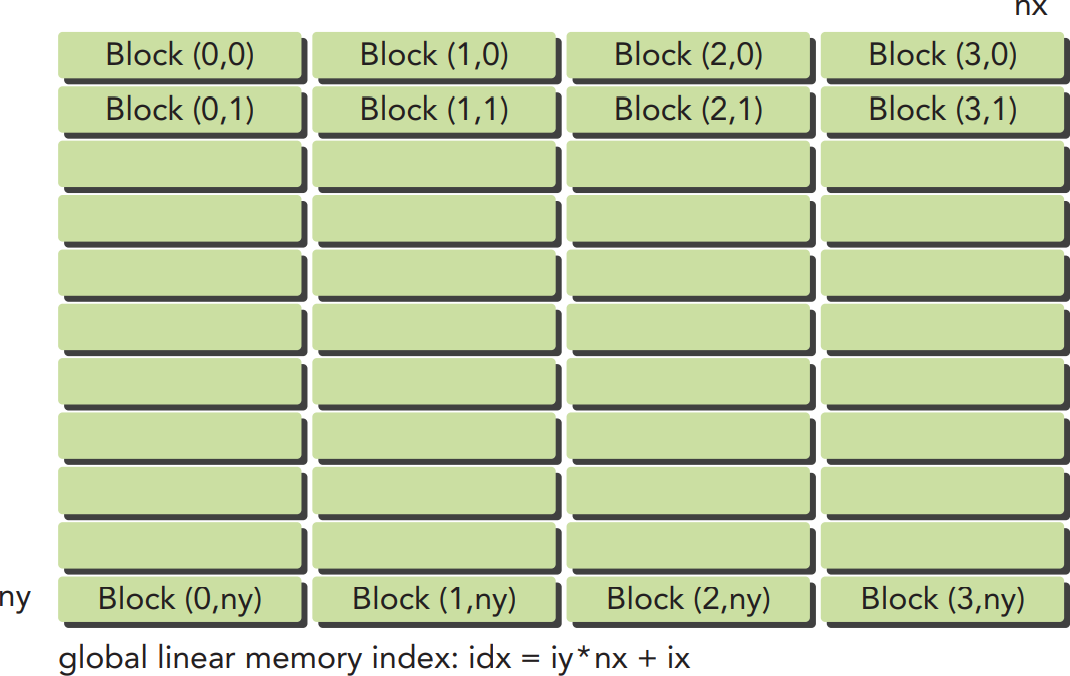 nx
Block (0,0) Block (1,0) Block (2,0) Block (3,0)
Block (0,1) Block (1,1) Block (2,1) Block (3,1)
ny Block (0,ny) Block (1,ny) Block (2,ny) Block (3,ny)
global linear memory index: idx = iy*nx + ix